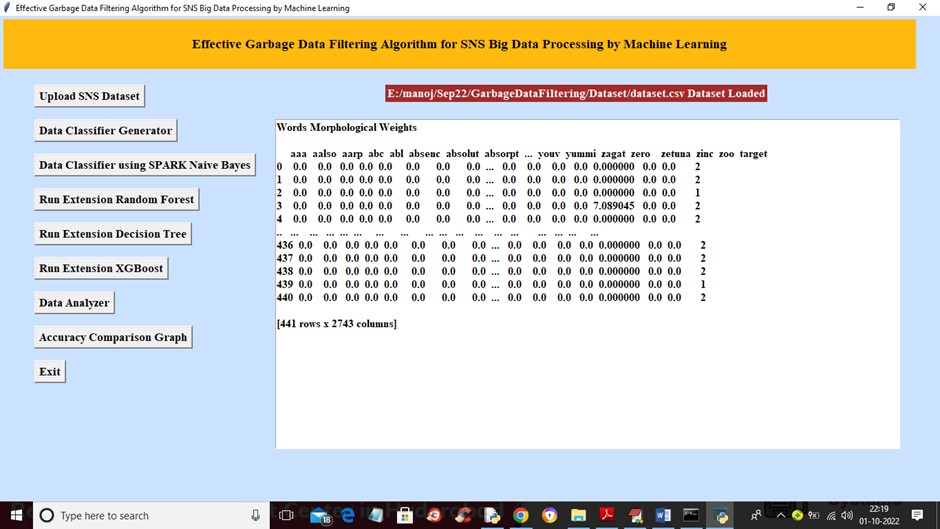 Effective Garbage Data Filtering Algorithm for SNS Big Data Processing by Machine Learning
Effective Garbage Data Filtering Algorithm for SNS Big Data Processing by Machine Learning
Upload SNS Dataset
Data Classifier Generator
Data Classifier using SPARK Naive Bayes
Run Extension Random Forest
Run Extension Decision Tree
Run Extension XGBoost
Data Analyzer
Accuracy Comparison Graph
Exit
E:/manoj/Sep22/GarbageDataFiltering/Dataset/dataset.csv Dataset Loaded
Words Morphological Weights
aaa aalso aarp abc abl absenc absolut absorpt ... youv yummi zagat zero zetuna zinc zoo target
0 0.0 0.0 0.0 0.0 0.0 0.0 0.0 0.0 ... 0.0 0.0 0.0 0.0 0.000000 0.0 0.0 2
1 0.0 0.0 0.0 0.0 0.0 0.0 0.0 0.0 ... 0.0 0.0 0.0 0.0 0.000000 0.0 0.0 2
2 0.0 0.0 0.0 0.0 0.0 0.0 0.0 0.0 ... 0.0 0.0 0.0 0.0 0.000000 0.0 0.0 1
3 0.0 0.0 0.0 0.0 0.0 0.0 0.0 0.0 ... 0.0 0.0 0.0 0.0 7.089045 0.0 0.0 2
4 0.0 0.0 0.0 0.0 0.0 0.0 0.0 0.0 ... 0.0 0.0 0.0 0.0 0.000000 0.0 0.0 2
.. ... ... ... ... ... ... ... ... ... ... ... ... ... ... ... ... ...
436 0.0 0.0 0.0 0.0 0.0 0.0 0.0 0.0 ... 0.0 0.0 0.0 0.0 0.000000 0.0 0.0 2
437 0.0 0.0 0.0 0.0 0.0 0.0 0.0 0.0 ... 0.0 0.0 0.0 0.0 0.000000 0.0 0.0 2
438 0.0 0.0 0.0 0.0 0.0 0.0 0.0 0.0 ... 0.0 0.0 0.0 0.0 0.000000 0.0 0.0 2
439 0.0 0.0 0.0 0.0 0.0 0.0 0.0 0.0 ... 0.0 0.0 0.0 0.0 0.000000 0.0 0.0 1
440 0.0 0.0 0.0 0.0 0.0 0.0 0.0 0.0 ... 0.0 0.0 0.0 0.0 0.000000 0.0 0.0 2
[441 rows x 2743 columns]
Type here to search
18
22:19
01-10-2022